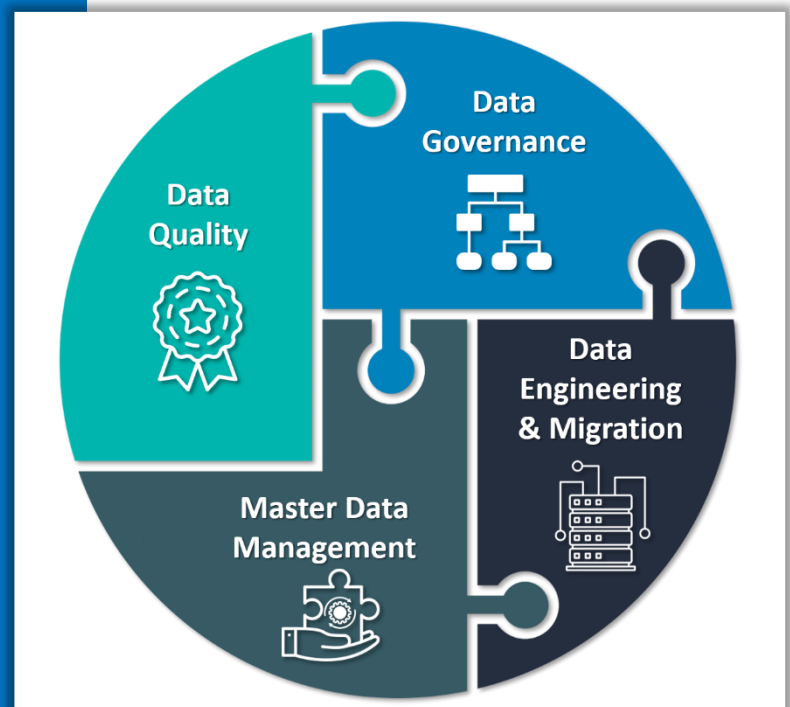 Data
Governance
Data
Quality
Data
Engineering
& Migration
Master Data
Management